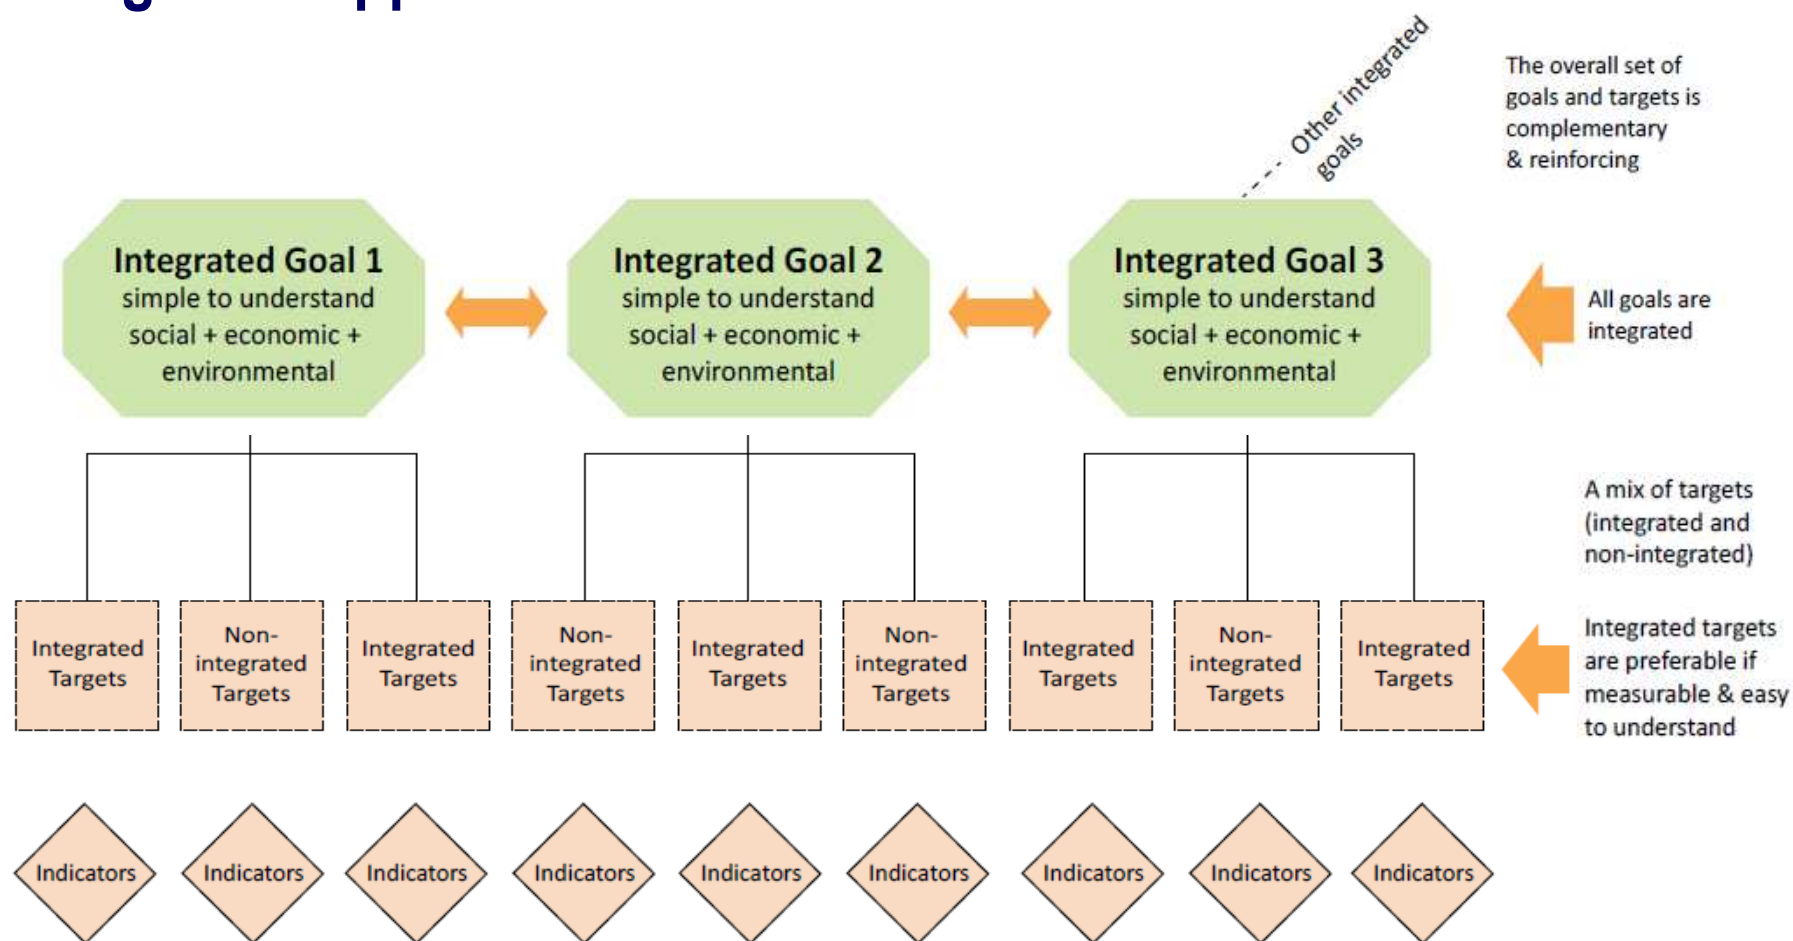 Other integrated
goals
The overall set of
goals and targets is
complementary
& reinforcing
Integrated Goal 1
simple to understand
social + economic +
environmental
Integrated Goal 2
simple to understand
social + economic +
environmental
Integrated Goal 3
simple to understand
social + economic +
environmental
All goals are
integrated
A mix of targets
(integrated and
non-integrated)
Integrated
Targets
Non-
integrated
Targets
Integrated
Targets
Non-
integrated
Targets
Integrated
Targets
Non-
integrated
Targets
Integrated
Targets
Non-
integrated
Targets
Integrated
Targets
Integrated targets
are preferable if
measurable & easy
to understand
Indicators
Indicators
Indicators
Indicators
Indicators
Indicators
Indicators
Indicators
Indicators